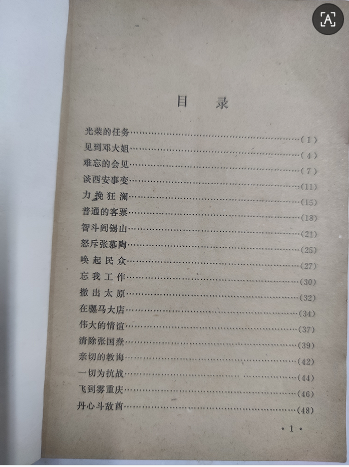 目 录
光荣的任务……(1)
见到邓大姐……(4)
难忘的会见……(7)
谈西安事变……(11)
力挽狂澜……(15)
普通的客票……(18)
智斗阎锡山……(21)
怒斥张慕陶……(25)
唤起民众……(27)
忘我工作……(30)
撤出太原……(32)
在骡马大店……(34)
伟大的情谊……(37)
清除张国焘……(39)
亲切的教诲……(42)
一切为抗战……(44)
飞到雾重庆……(46)
丹心斗敌酋……(48)
· 1 ·